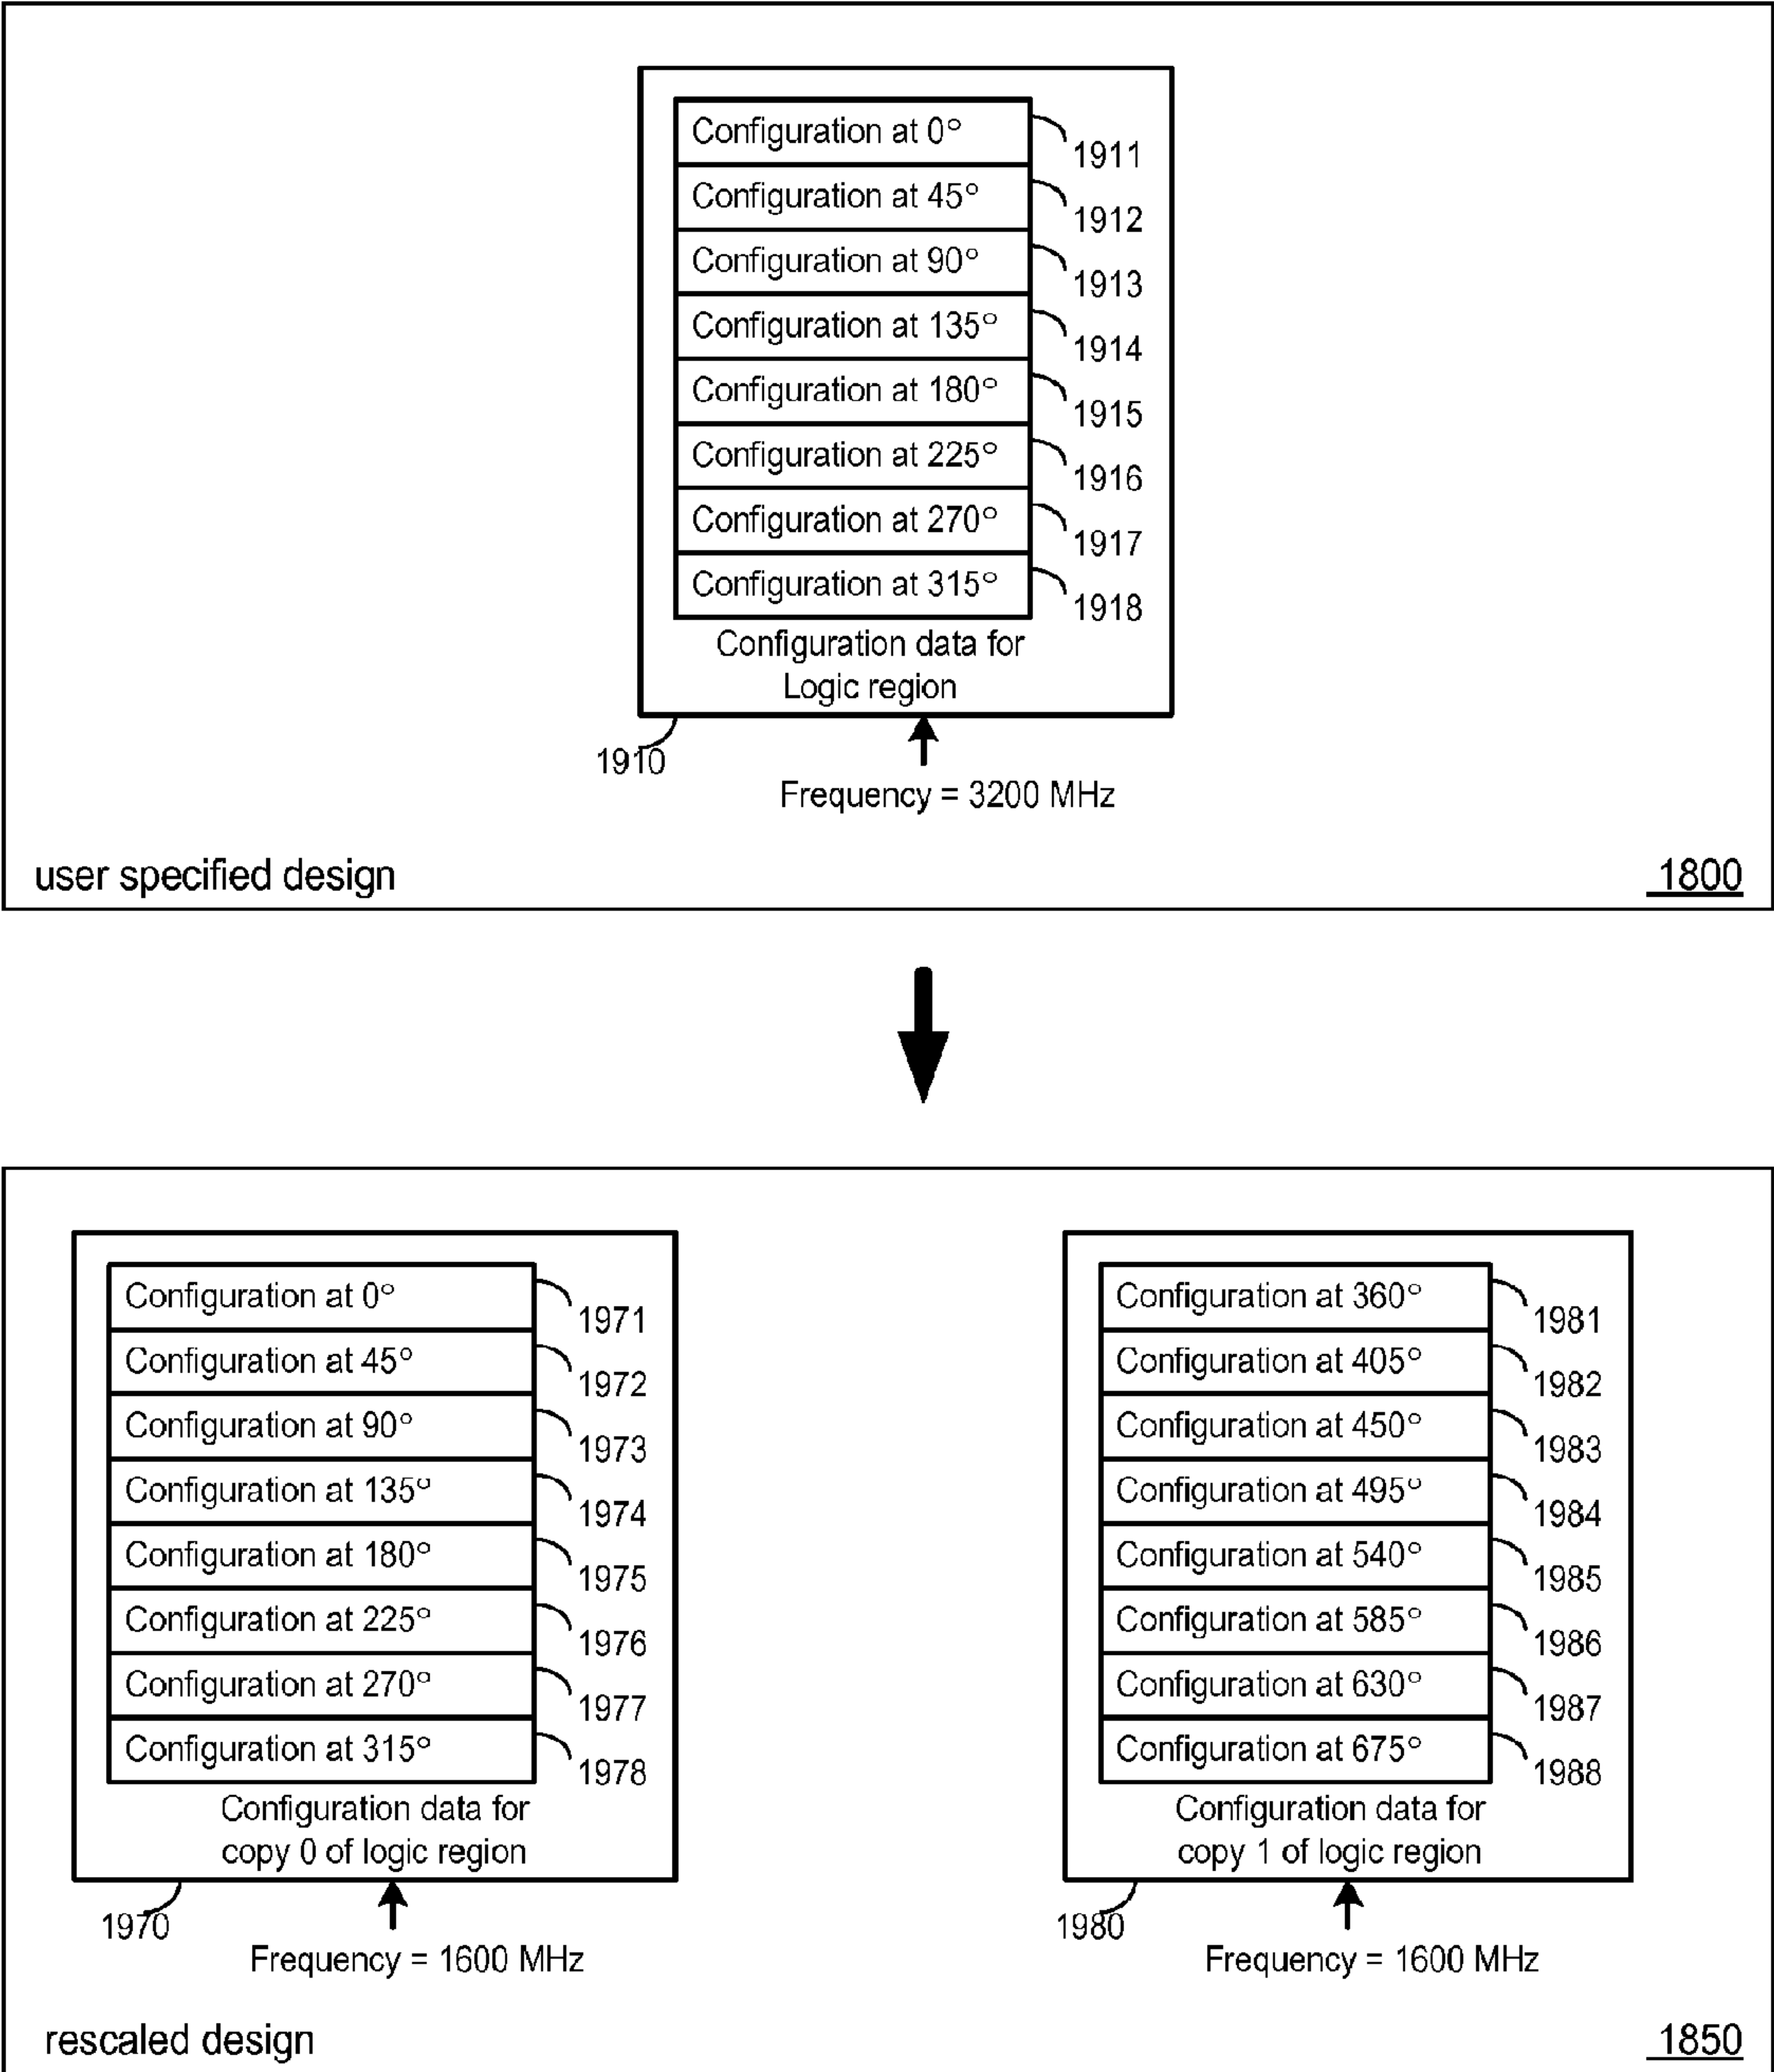 Configuration at 0°
1911
Configuration at 45°
1912
Configuration at 90°
1913
Configuration at 135°
1914
Configuration at 180°
1915
Configuration at 225°
1916
Configuration at 270°
1917
Configuration at 315°
1918
Configuration data for
Logic region
1910
Frequency = 3200 MHz
user specified design
1800
Configuration at 0°
1971
Configuration at 45°
1972
Configuration at 90°
1973
Configuration at 135°
1974
Configuration at 180°
1975
Configuration at 225°
1976
Configuration at 270°
1977
Configuration at 315°
1978
Configuration data for
copy 0 of logic region
1970
Frequency = 1600 MHz
Configuration at 360°
1981
Configuration at 405°
1982
Configuration at 450°
1983
Configuration at 495°
1984
Configuration at 540°
1985
Configuration at 585°
1986
Configuration at 630°
1987
Configuration at 675°
1988
Configuration data for
copy 1 of logic region
1980
Frequency = 1600 MHz
rescaled design
1850